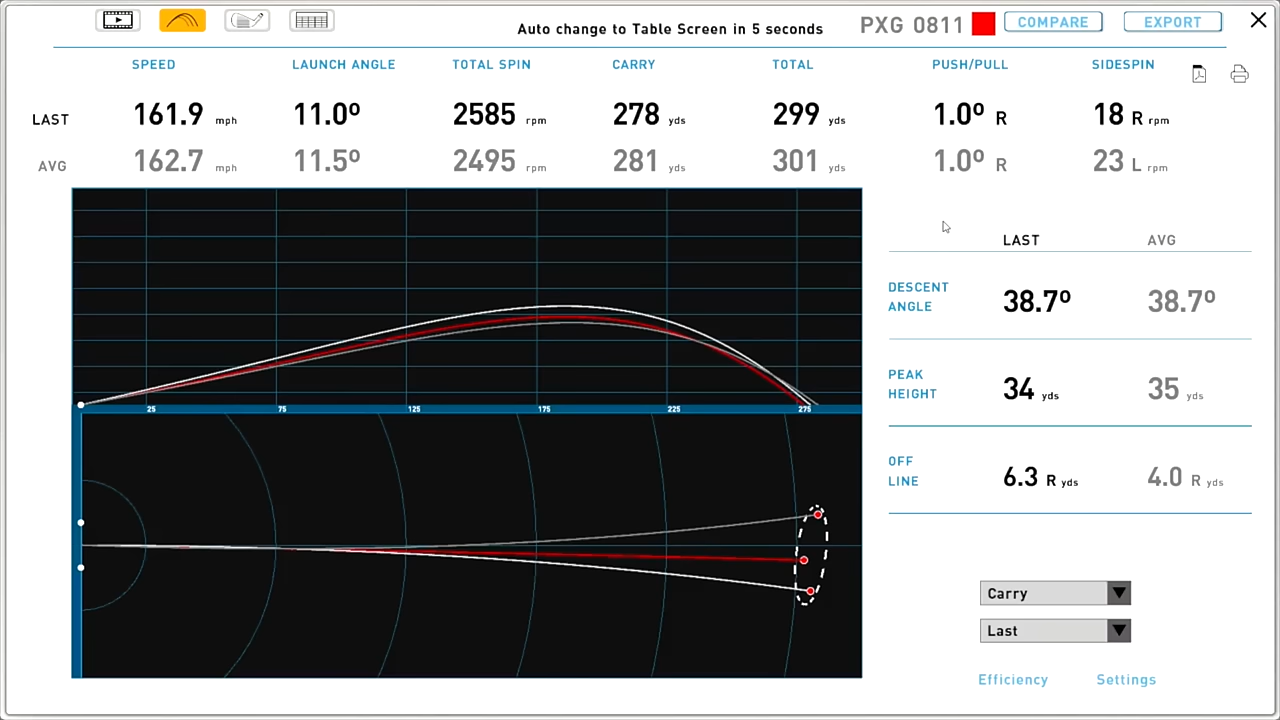 Auto change to Table Screen in 5 seconds
PXG 0811
COMPARE
EXPORT
SPEED LAUNCH ANGLE TOTAL SPIN CARRY TOTAL PUSH/PULL SIDESPIN
LAST 161.9 mph 11.0º 2585 rpm 278 yds 299 yds 1.0º R 18 R rpm
AVG 162.7 mph 11.5º 2495 rpm 281 yds 301 yds 1.0º R 23 L rpm
LAST AVG
DESCENT
ANGLE 38.7º 38.7º
PEAK
HEIGHT 34 yds 35 yds
25 75 125 175 225 275
OFF
LINE 6.3 R yds 4.0 R yds
Carry
Last
Efficiency Settings